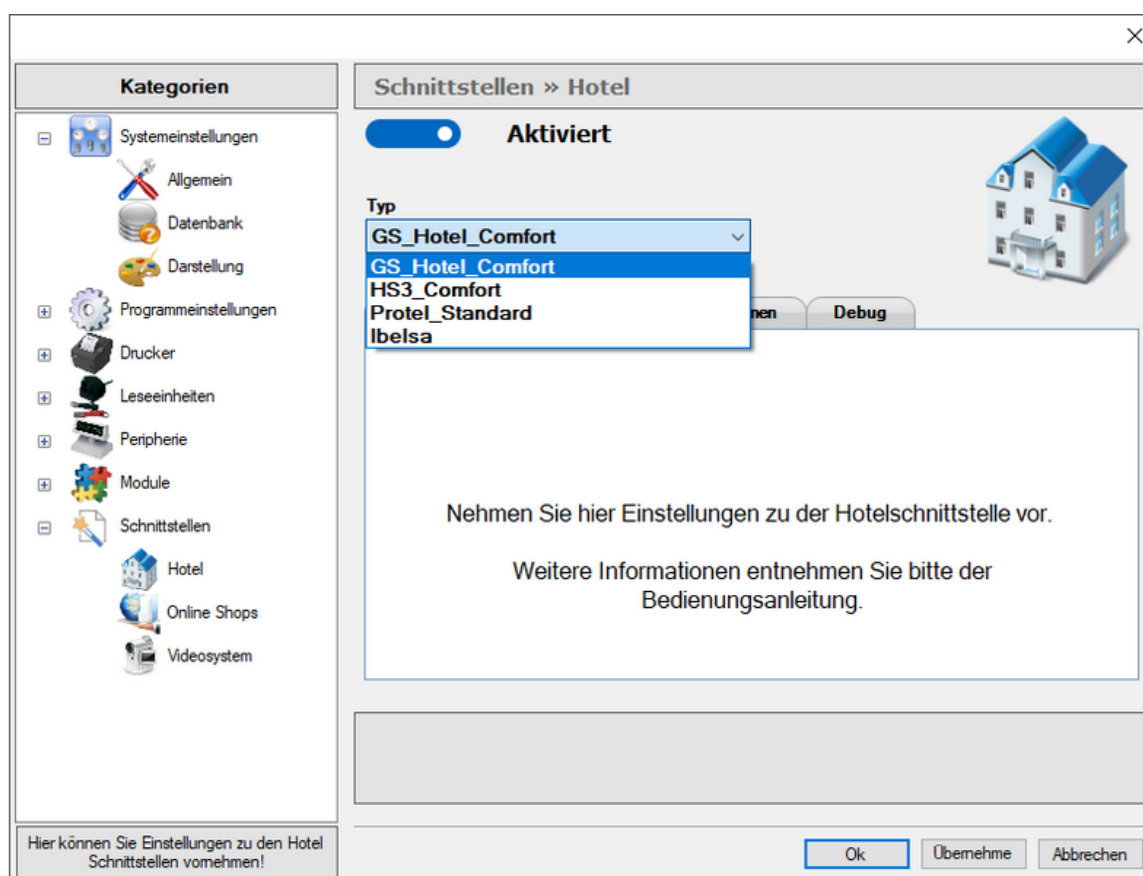 Kategorien
Systemeinstellungen
Allgemein
Datenbank
Darstellung
Programmeinstellungen
Drucker
Leseeinheiten
Peripherie
Module
Schnittstellen
Hotel
Online Shops
Videosystem
Hier können Sie Einstellungen zu den Hotel
Schnittstellen vornehmen!
Schnittstellen » Hotel
Aktiviert
Typ
GS_Hotel_Comfort
GS_Hotel_Comfort
HS3_Comfort
Protel_Standard
Ibelsa
Debug
Nehmen Sie hier Einstellungen zu der Hotelschnittstelle vor.
Weitere Informationen entnehmen Sie bitte der
Bedienungsanleitung.
Ok
Übernehme
Abbrechen